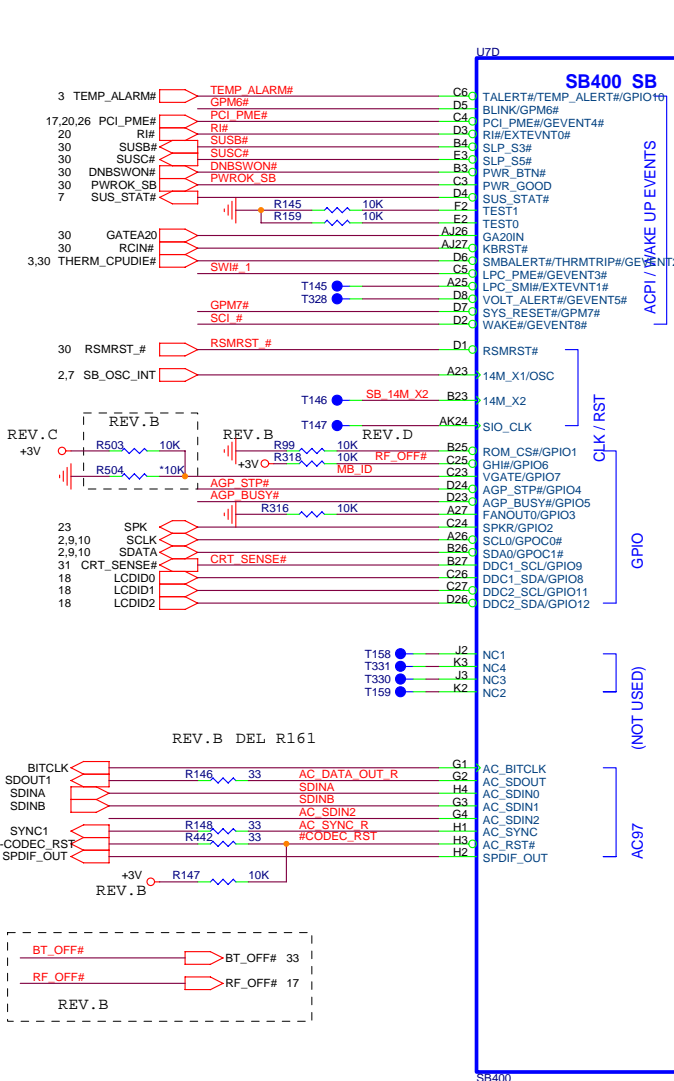 U7D
SB400 SB
3 TEMP_ALARM# TEMP_ALARM# C6 TALERT#/TEMP_ALERT#/GPIO10
GPM6# D5 BLINK/GPM6#
17,20,26 PCI_PME# PCI_PME# C4 PCI_PME#/GEVENT4#
20 RI# RI# D3 RI#/EXTEVNT0#
30 SUSB# SUSB# B4 SLP_S3#
30 SUSC# SUSC# E3 SLP_S5#
30 DNBSWON# DNBSWON# B3 PWR_BTN#
30 PWROK_SB PWROK_SB C3 PWR_GOOD
7 SUS_STAT# D4 SUS_STAT#
R145 10K F2 TEST1
R159 10K E2 TEST0
30 GATEA20 AJ26 GA20IN
30 RCIN# AJ27 KBRST#
3,30 THERM_CPUDIE# D6 SMBALERT#/THRMTRIP#/GEVENT2
SWI#_1 C5 LPC_PME#/GEVENT3#
T145 A25 LPC_SMI#/EXTEVNT1#
T328 D8 VOLT_ALERT#/GEVENT5#
GPM7# D7 SYS_RESET#/GPM7#
SCI_# D2 WAKE#/GEVENT8#
ACPI / WAKE UP EVENTS
30 RSMRST_# RSMRST_# D1 RSMRST#
2,7 SB_OSC_INT A23 14M_X1/OSC
T146 SB_14M_X2 B23 14M_X2
T147 AK24 SIO_CLK
CLK / RST
REV.B
REV.C +3V R503 10K
R504 *10K
REV.B R99 10K REV.D B25 ROM_CS#/GPIO1
+3V R318 10K RF_OFF# C25 GHI#/GPIO6
MB_ID C23 VGATE/GPIO7
AGP_STP# D24 AGP_STP#/GPIO4
AGP_BUSY# D23 AGP_BUSY#/GPIO5
R316 10K A27 FANOUT0/GPIO3
23 SPK C24 SPKR/GPIO2
2,9,10 SCLK A26 SCL0/GPOC0#
2,9,10 SDATA B26 SDA0/GPOC1#
31 CRT_SENSE# CRT_SENSE# B27 DDC1_SCL/GPIO9
18 LCDID0 C26 DDC1_SDA/GPIO8
18 LCDID1 C27 DDC2_SCL/GPIO11
18 LCDID2 D26 DDC2_SDA/GPIO12
GPIO
T158 J2 NC1
T331 K3 NC4
T330 J3 NC3
T159 K2 NC2
(NOT USED)
REV.B DEL R161
BITCLK G1 AC_BITCLK
SDOUT1 R146 33 AC_DATA_OUT_R G2 AC_SDOUT
SDINA SDINA H4 AC_SDIN0
SDINB SDINB G3 AC_SDIN1
AC_SDIN2 G4 AC_SDIN2
SYNC1 R148 33 AC_SYNC_R H1 AC_SYNC
-CODEC_RST R442 33 #CODEC_RST H3 AC_RST#
SPDIF_OUT H2 SPDIF_OUT
AC97
+3V R147 10K
REV.B
BT_OFF# BT_OFF# 33
RF_OFF# RF_OFF# 17
REV.B
SB400